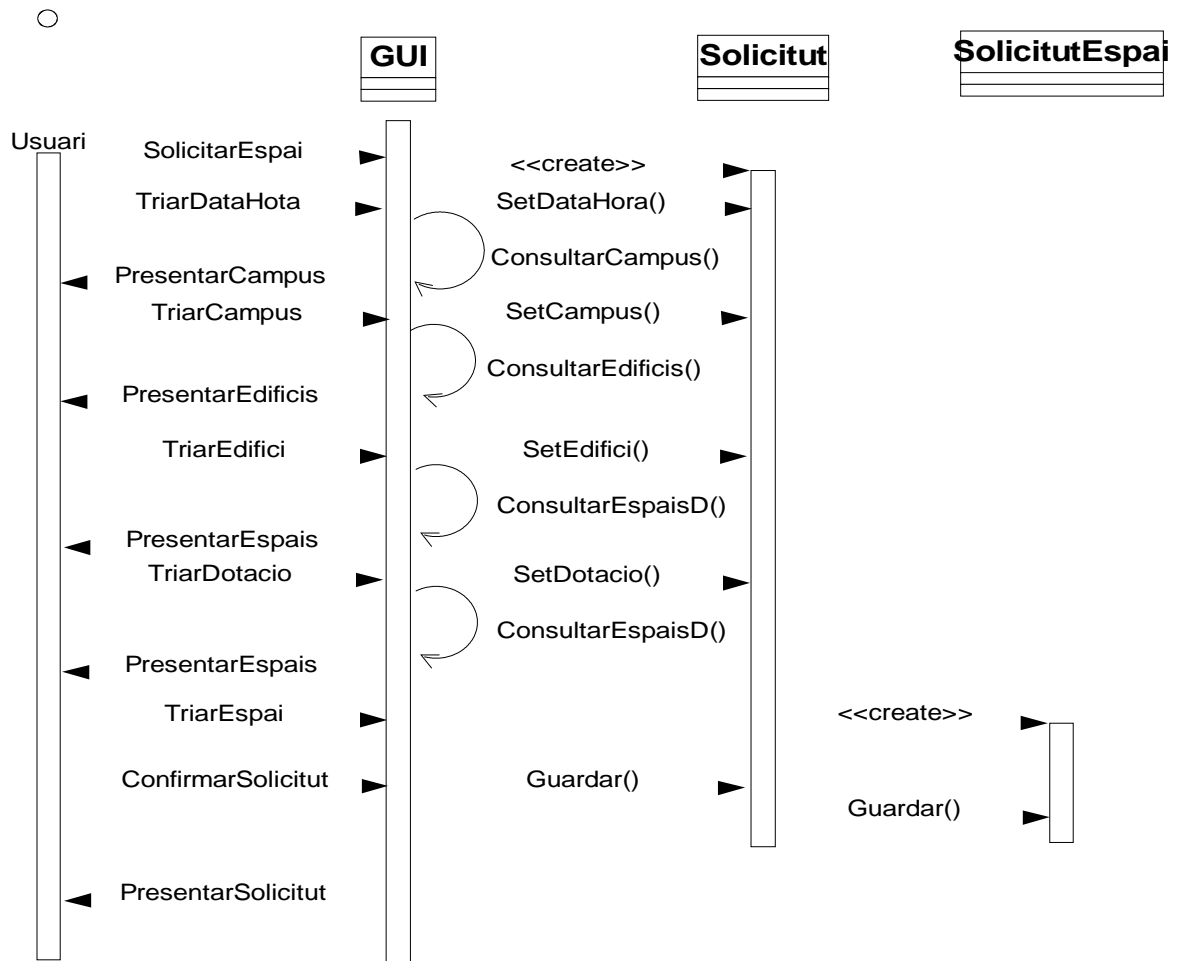 GUI
Solicitut
SolicitutEspai
Usuari
SolicitarEspai
<<create>>
TriarDataHota
SetDataHora()
ConsultarCampus()
PresentarCampus
TriarCampus
SetCampus()
ConsultarEdificis()
PresentarEdificis
TriarEdifici
SetEdifici()
ConsultarEspaisD()
PresentarEspais
TriarDotacio
SetDotacio()
ConsultarEspaisD()
PresentarEspais
TriarEspai
<<create>>
ConfirmarSolicitut
Guardar()
Guardar()
PresentarSolicitut